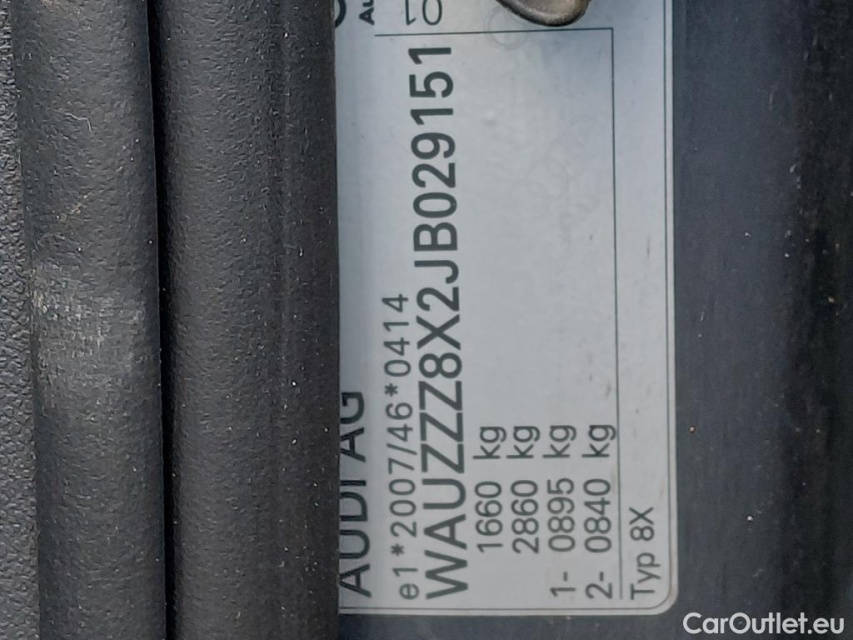 AUDI AG
e1*2007/46*0414
WAUZZZ8X2JB029151
1660 kg
2860 kg
1- 0895 kg
2- 0840 kg
Typ 8X
CarOutlet.eu